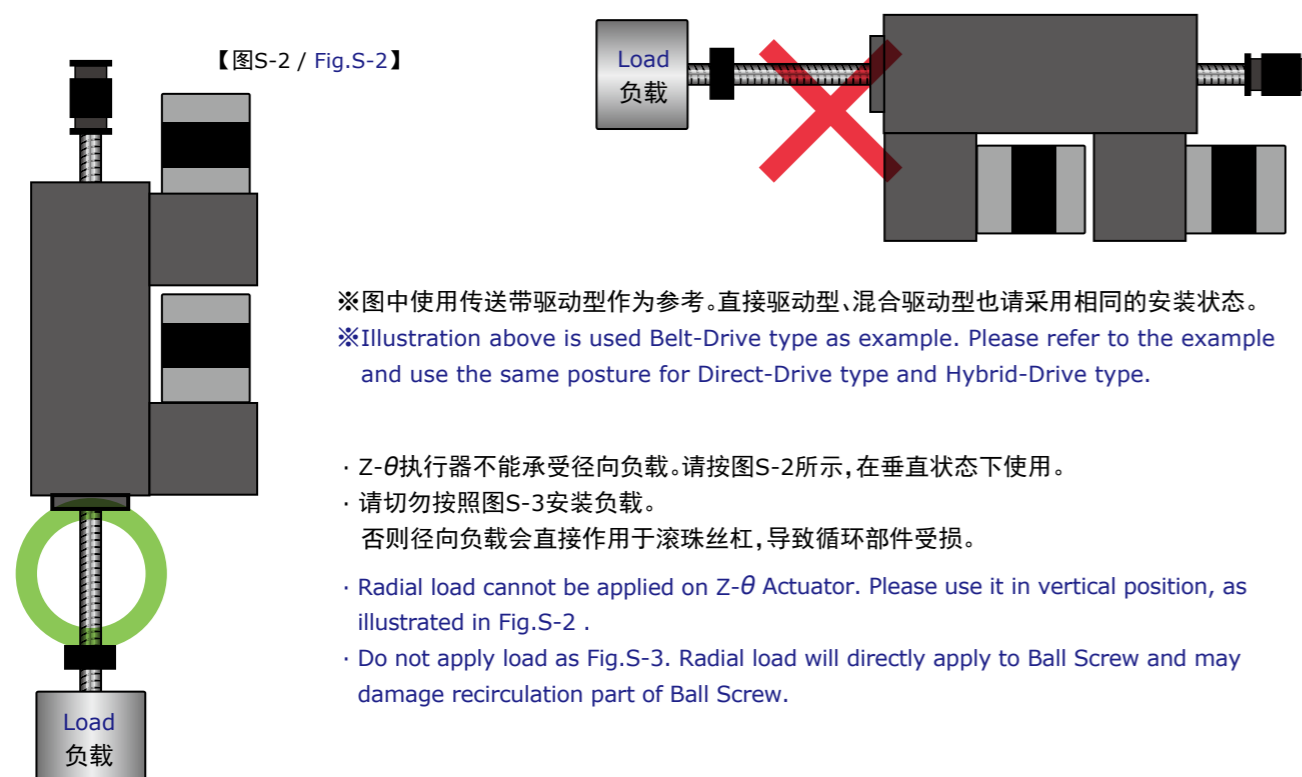 【图S-2 / Fig.S-2】
Load
负载
※图中使用传送带驱动型作为参考。直接驱动型、混合驱动型也请采用相同的安装状态。
※Illustration above is used Belt-Drive type as example. Please refer to the example
and use the same posture for Direct-Drive type and Hybrid-Drive type.
· Z-θ执行器不能承受径向负载。请按图S-2所示,在垂直状态下使用。
· 请切勿按照图S-3安装负载。
否则径向负载会直接作用于滚珠丝杠,导致循环部件受损。
· Radial load cannot be applied on Z-θ Actuator. Please use it in vertical position, as
illustrated in Fig.S-2 .
· Do not apply load as Fig.S-3. Radial load will directly apply to Ball Screw and may
damage recirculation part of Ball Screw.
Load
负载